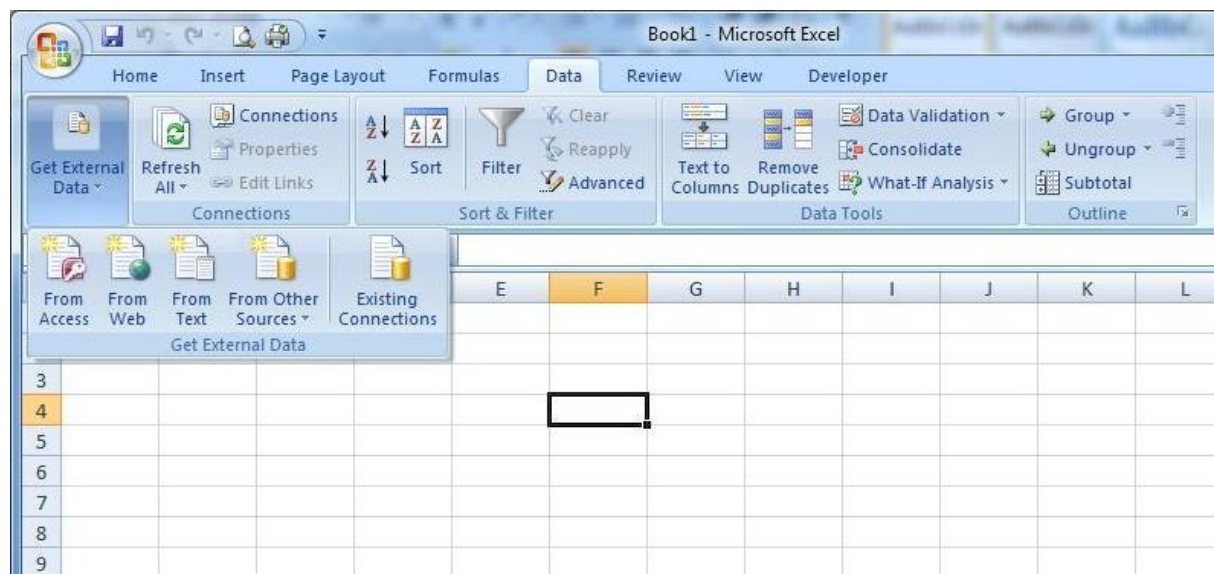 Book1 - Microsoft Excel
Home Insert Page Layout Formulas Data Review View Developer
Get External Data
Refresh All
Connections
Properties
Edit Links
Connections
A Z
Z A
A Z
Z A
Sort
Filter
Clear
Reapply
Advanced
Sort & Filter
Text to Columns
Remove Duplicates
Data Validation
Consolidate
What-If Analysis
Data Tools
Group
Ungroup
Subtotal
Outline
From Access
From Web
From Text
From Other Sources
Existing Connections
Get External Data
E F G H I J K L
3
4
5
6
7
8
9